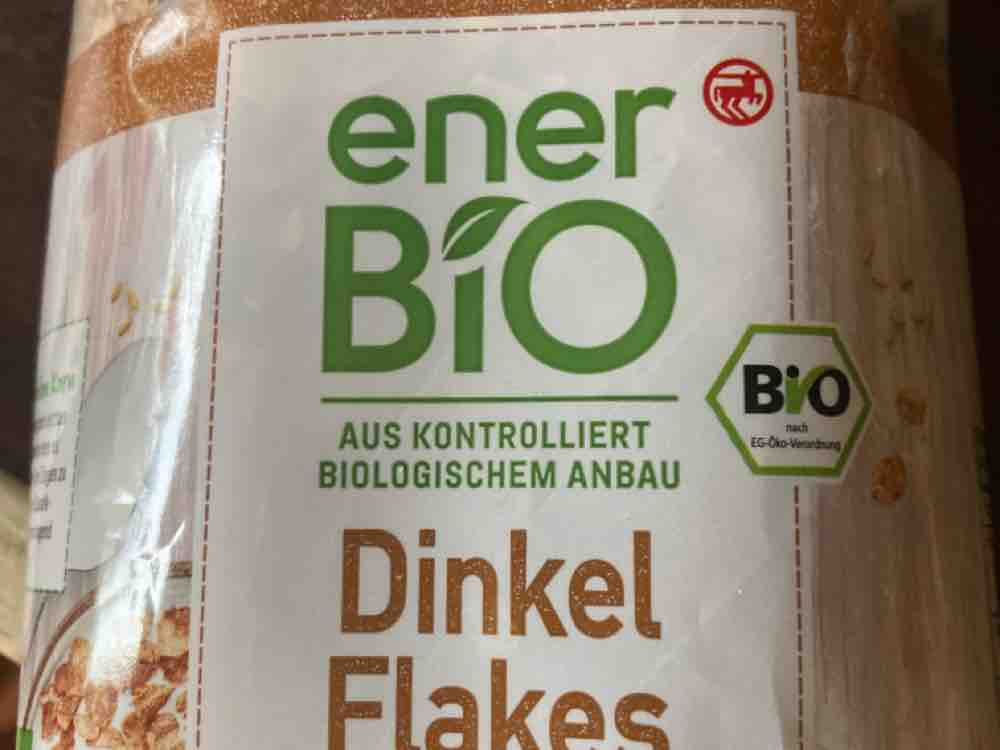 ener
BiO
AUS KONTROLLIERT
BIOLOGISCHEM ANBAU
BiO
nach
EG-Öko-Verordnung
Dinkel
Flakes